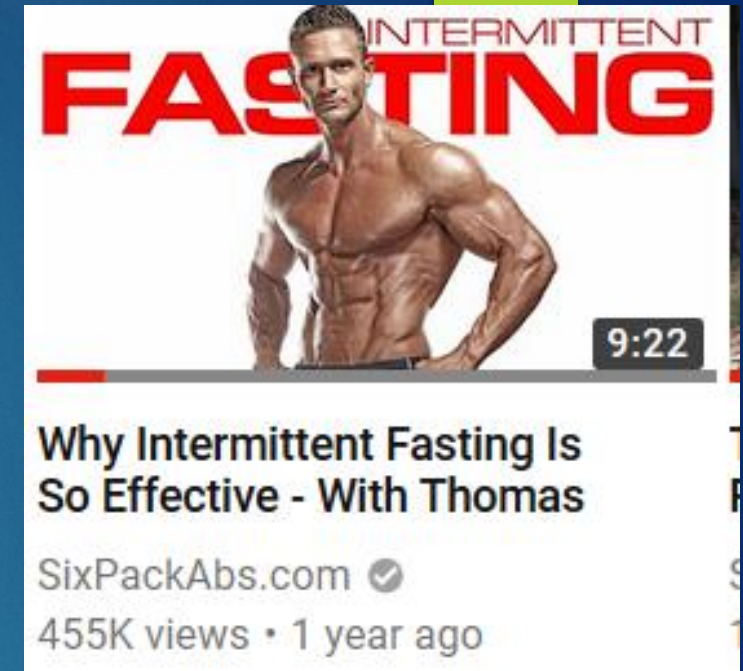 INTERMITTENT
FASTING
9:22
Why Intermittent Fasting Is
So Effective - With Thomas
SixPackAbs.com
455K views • 1 year ago